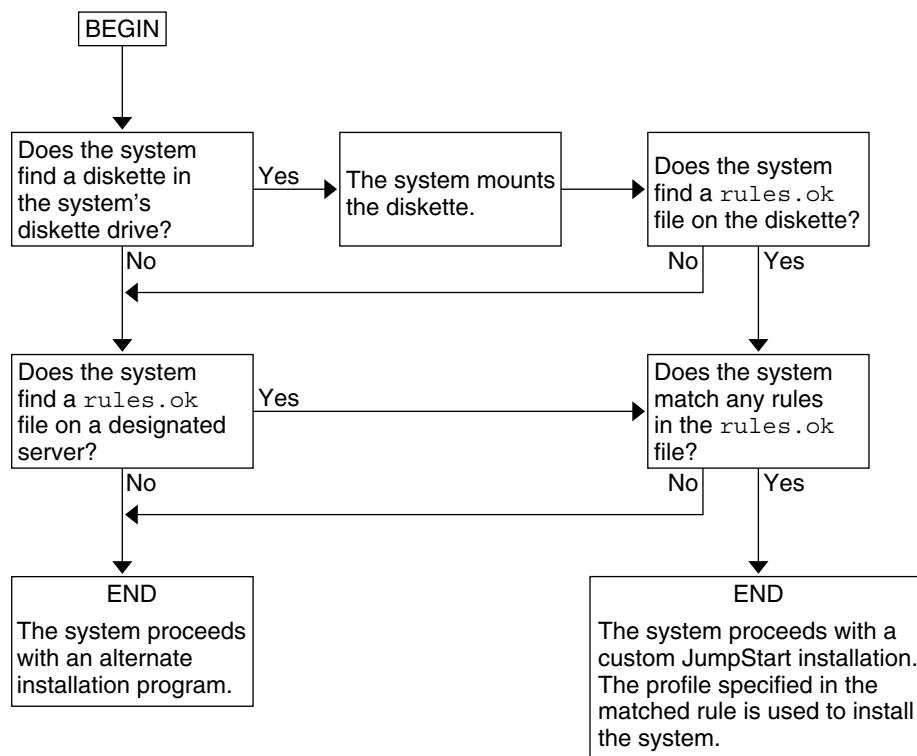 BEGIN
Does the system
find a diskette in
the system’s
diskette drive?
Yes
The system mounts
the diskette.
Does the system
find a rules.ok
file on the diskette?
No
No
Yes
Does the system
find a rules.ok
file on a designated
server?
Yes
Does the system
match any rules
in the rules.ok
file?
No
No
Yes
END
The system proceeds
with an alternate
installation program.
END
The system proceeds with a
custom JumpStart installation.
The profile specified in the
matched rule is used to install
the system.